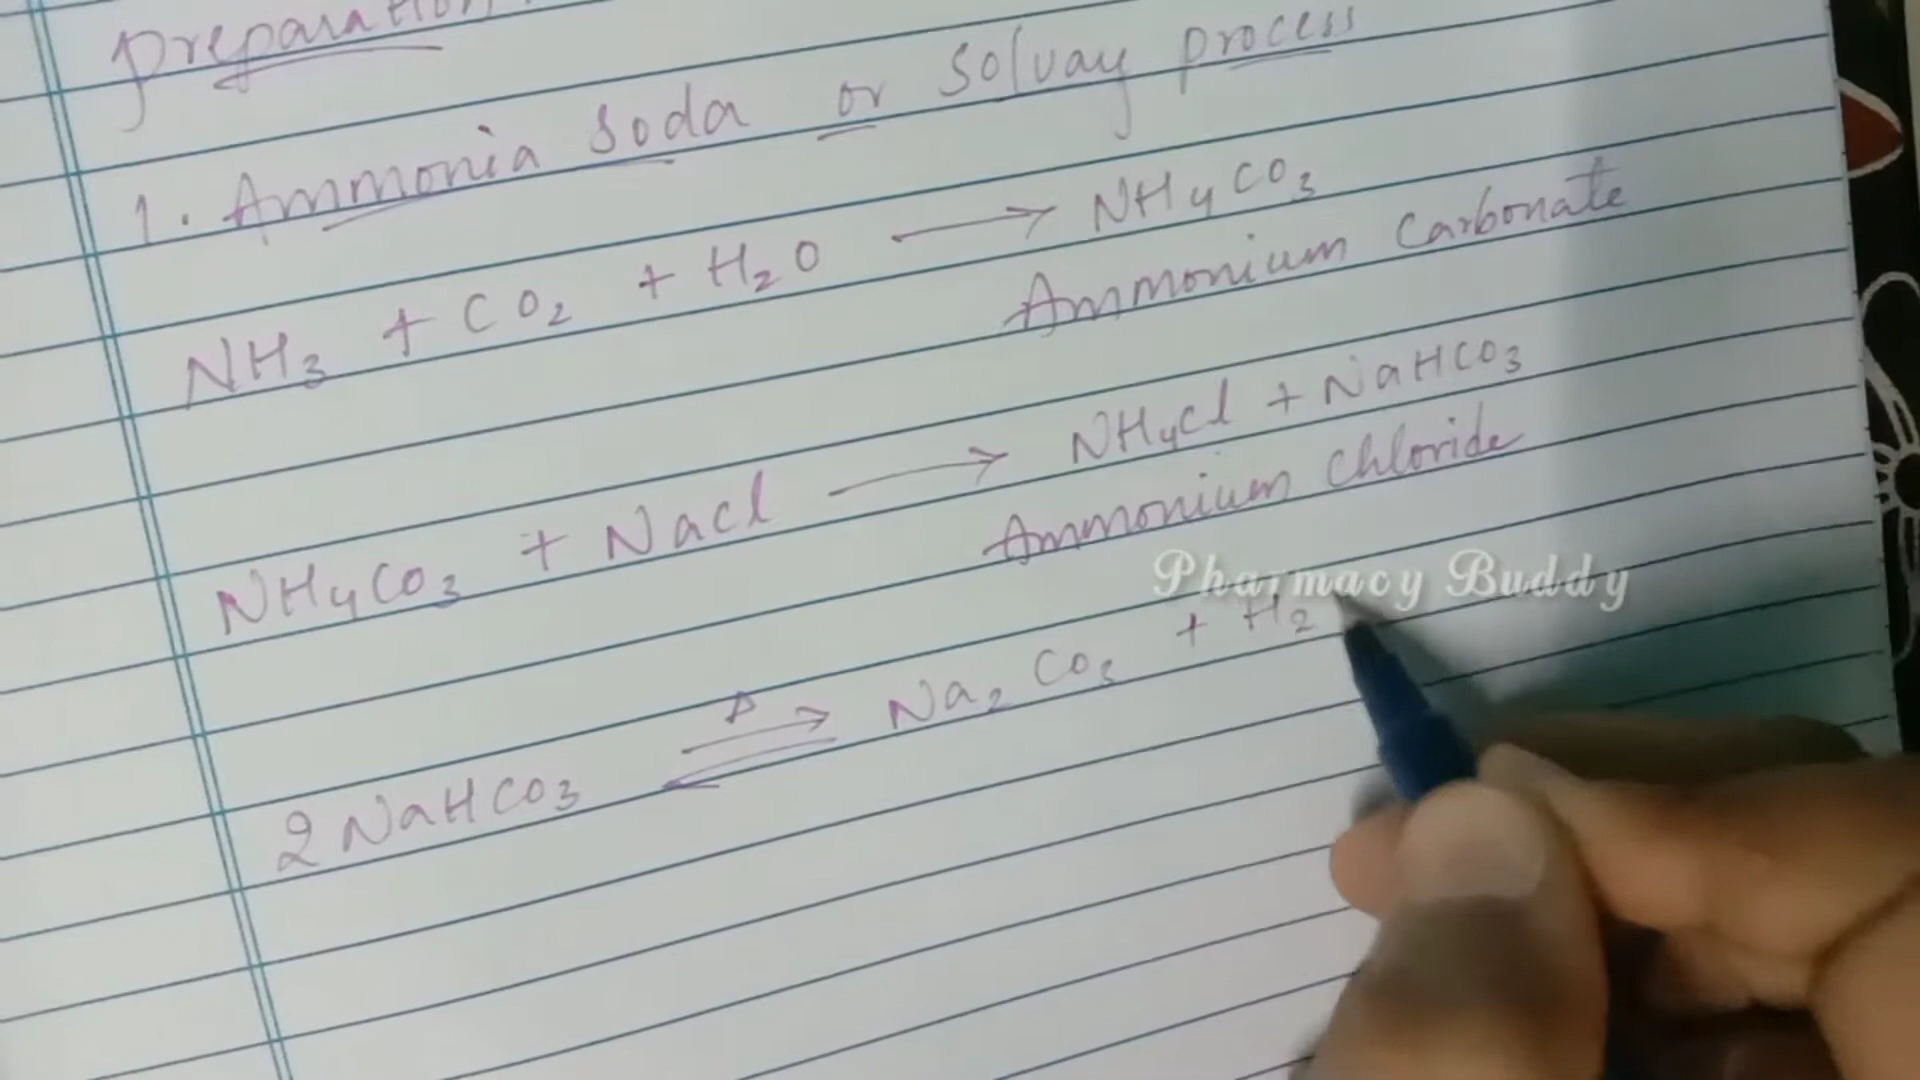 Preparation
1. Ammonia Soda or Solvay process
NH3 + CO2 + H2O → NH4CO3
Ammonium Carbonate
NH4CO3 + Nacl → NH4Cl + NaHCO3
Ammonium Chloride
Pharmacy Buddy
2NaHCO3 ⇌ Δ Na2CO3 + H2